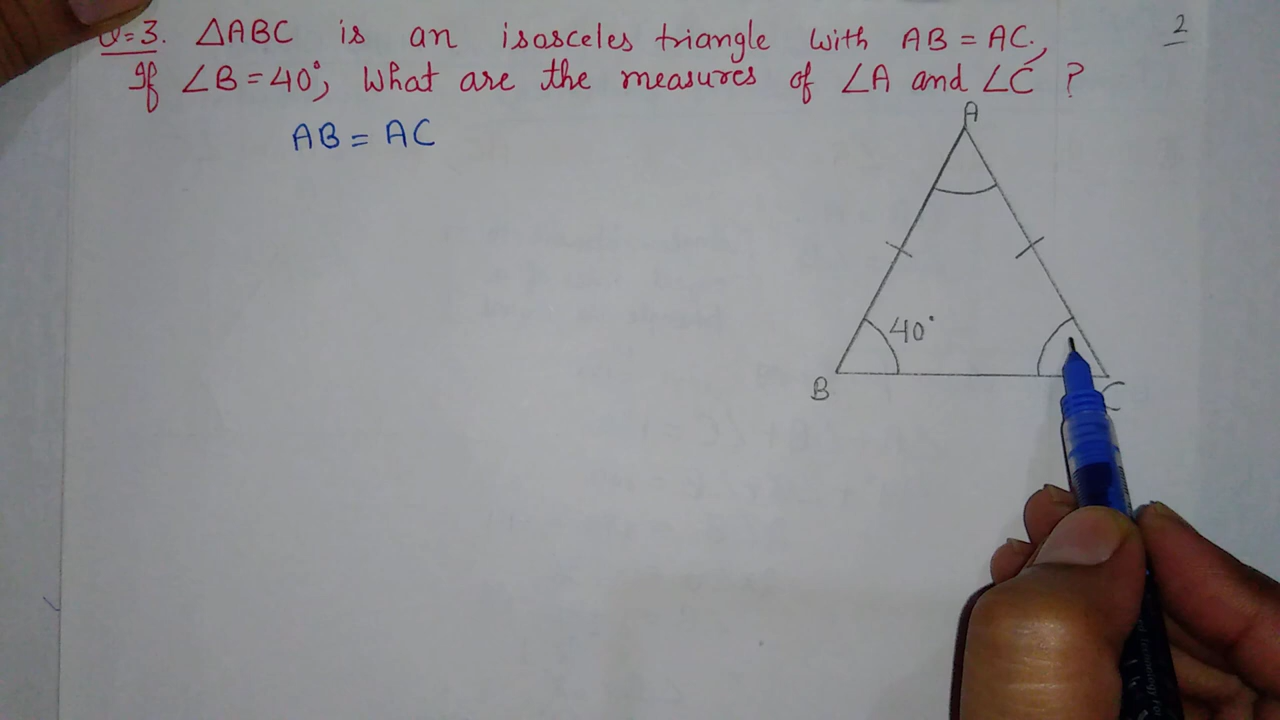 Q=3. △ABC is an isosceles triangle with AB = AC.,
If ∠B = 40°, What are the measures of ∠A and ∠C ?
2
AB = AC
A
40°
B
C